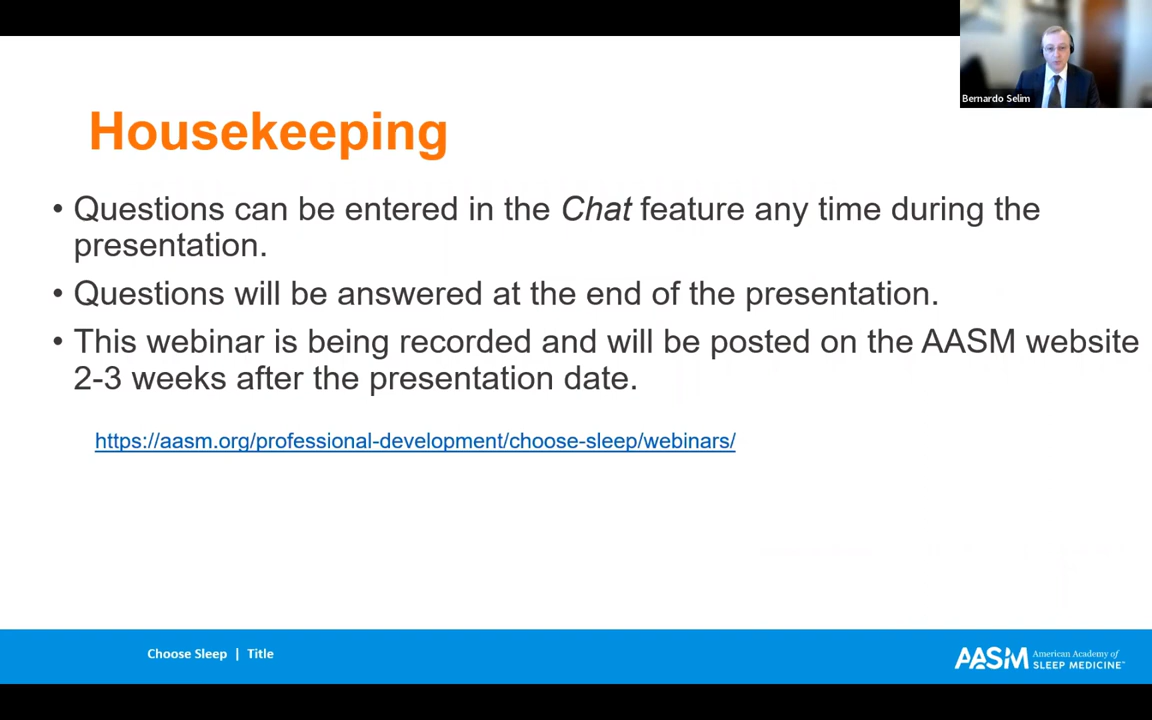 Bernardo Selim
Housekeeping
• Questions can be entered in the Chat feature any time during the
presentation.
• Questions will be answered at the end of the presentation.
• This webinar is being recorded and will be posted on the AASM website
2-3 weeks after the presentation date.
https://aasm.org/professional-development/choose-sleep/webinars/
Choose Sleep | Title
AASM American Academy of
SLEEP MEDICINE™